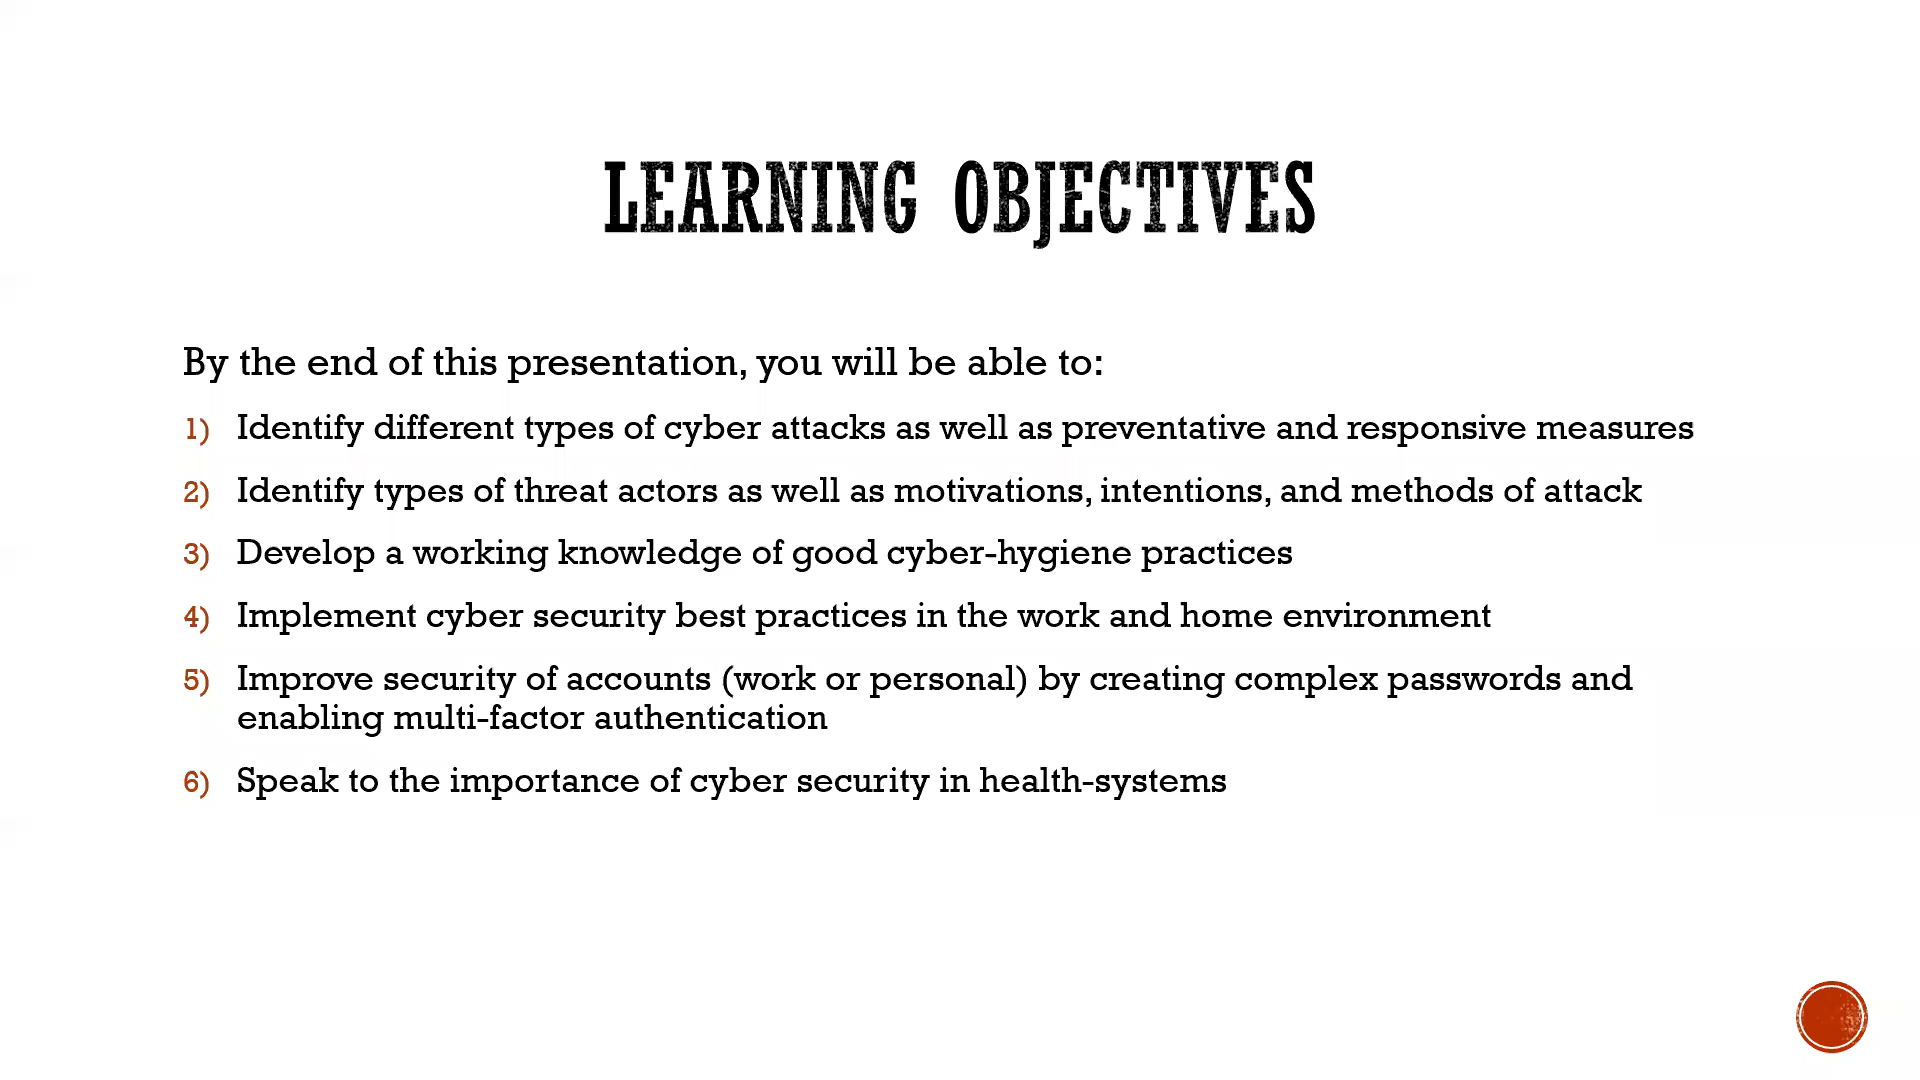 LEARNING OBJECTIVES
By the end of this presentation, you will be able to:
1) Identify different types of cyber attacks as well as preventative and responsive measures
2) Identify types of threat actors as well as motivations, intentions, and methods of attack
3) Develop a working knowledge of good cyber-hygiene practices
4) Implement cyber security best practices in the work and home environment
5) Improve security of accounts (work or personal) by creating complex passwords and
enabling multi-factor authentication
6) Speak to the importance of cyber security in health-systems